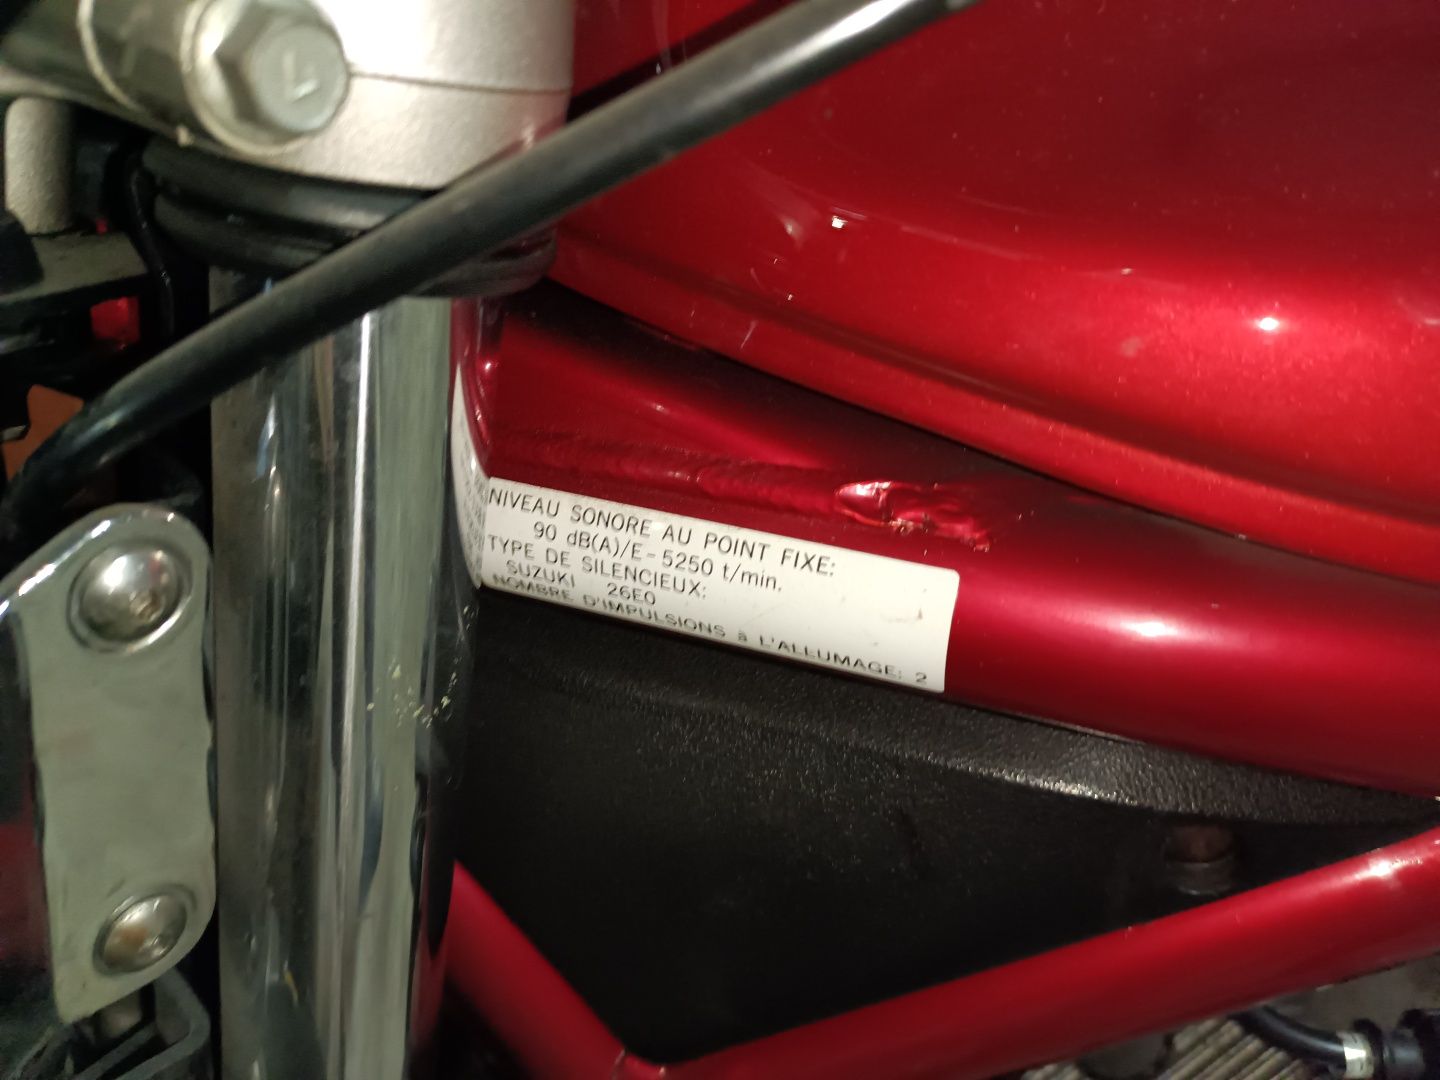 NIVEAU SONORE AU POINT FIXE:
90 dB(A)/E-5250 t/min.
TYPE DE SILENCIEUX:
SUZUKI 26E0
NOMBRE D'IMPULSIONS à L'ALLUMAGE: 2